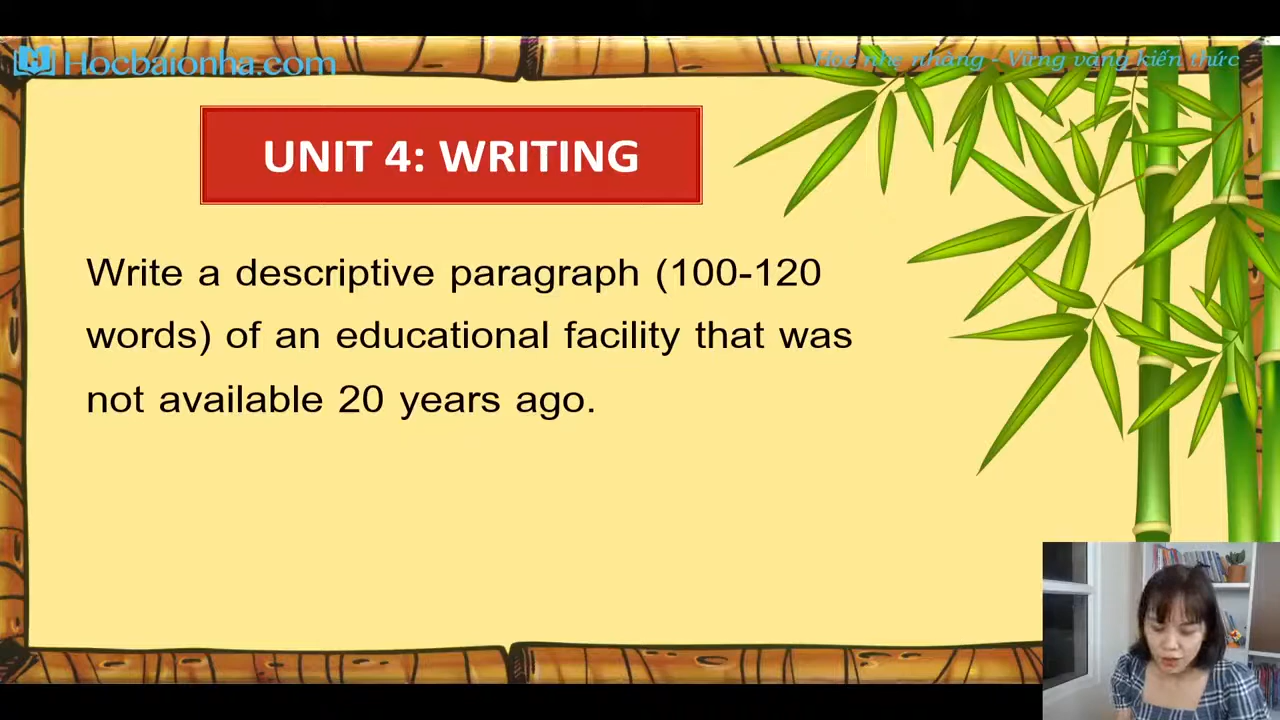 Hocbaionha.com
Học nhẹ nhàng - Vững vàng kiến thức
UNIT 4: WRITING
Write a descriptive paragraph (100-120
words) of an educational facility that was
not available 20 years ago.